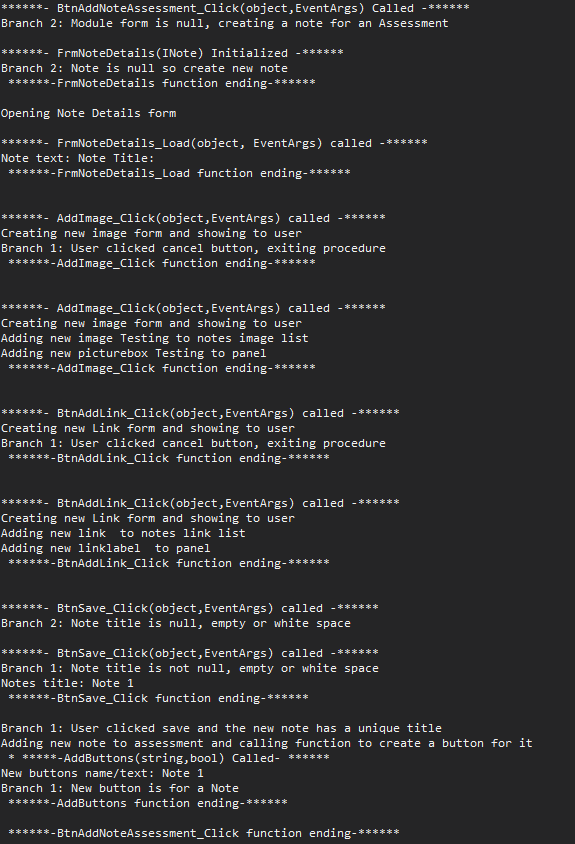 ******- BtnAddNoteAssessment_Click(object,EventArgs) Called -******
Branch 2: Module form is null, creating a note for an Assessment
******- FrmNoteDetails(INote) Initialized -******
Branch 2: Note is null so create new note
******-FrmNoteDetails function ending-******
Opening Note Details form
******- FrmNoteDetails_Load(object, EventArgs) called -******
Note text: Note Title:
******-FrmNoteDetails_Load function ending-******
******- AddImage_Click(object,EventArgs) called -******
Creating new image form and showing to user
Branch 1: User clicked cancel button, exiting procedure
******-AddImage_Click function ending-******
******- AddImage_Click(object,EventArgs) called -******
Creating new image form and showing to user
Adding new image Testing to notes image list
Adding new picturebox Testing to panel
******-AddImage_Click function ending-******
******- BtnAddLink_Click(object,EventArgs) called -******
Creating new Link form and showing to user
Branch 1: User clicked cancel button, exiting procedure
******-BtnAddLink_Click function ending-******
******- BtnAddLink_Click(object,EventArgs) called -******
Creating new Link form and showing to user
Adding new link  to notes link list
Adding new linklabel  to panel
******-BtnAddLink_Click function ending-******
******- BtnSave_Click(object,EventArgs) called -******
Branch 2: Note title is null, empty or white space
******- BtnSave_Click(object,EventArgs) called -******
Branch 1: Note title is not null, empty or white space
Notes title: Note 1
******-BtnSave_Click function ending-******
Branch 1: User clicked save and the new note has a unique title
Adding new note to assessment and calling function to create a button for it
* *****-AddButtons(string,bool) Called- ******
New buttons name/text: Note 1
Branch 1: New button is for a Note
******-AddButtons function ending-******
******-BtnAddNoteAssessment_Click function ending-******